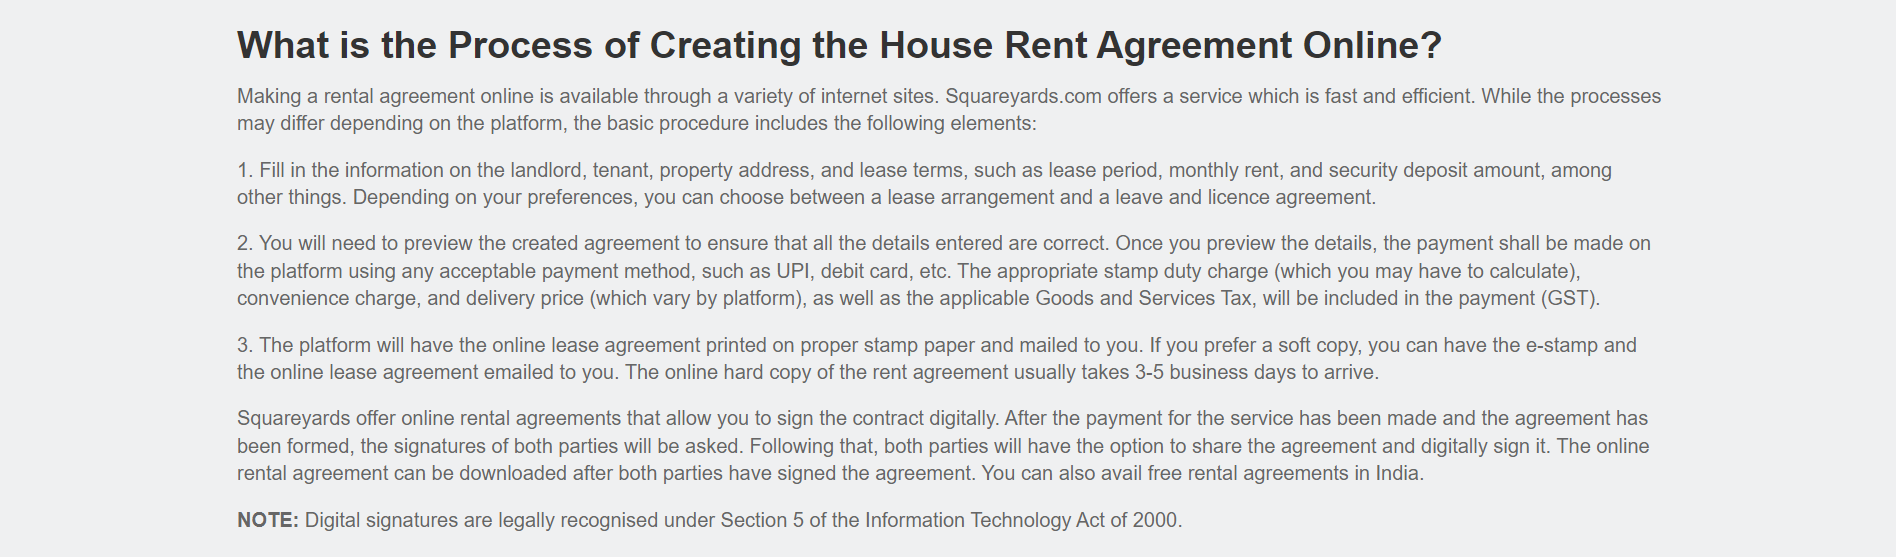 What is the Process of Creating the House Rent Agreement Online?
Making a rental agreement online is available through a variety of internet sites. Squareyards.com offers a service which is fast and efficient. While the processes
may differ depending on the platform, the basic procedure includes the following elements:
1. Fill in the information on the landlord, tenant, property address, and lease terms, such as lease period, monthly rent, and security deposit amount, among
other things. Depending on your preferences, you can choose between a lease arrangement and a leave and licence agreement.
2. You will need to preview the created agreement to ensure that all the details entered are correct. Once you preview the details, the payment shall be made on
the platform using any acceptable payment method, such as UPI, debit card, etc. The appropriate stamp duty charge (which you may have to calculate),
convenience charge, and delivery price (which vary by platform), as well as the applicable Goods and Services Tax, will be included in the payment (GST).
3. The platform will have the online lease agreement printed on proper stamp paper and mailed to you. If you prefer a soft copy, you can have the e-stamp and
the online lease agreement emailed to you. The online hard copy of the rent agreement usually takes 3-5 business days to arrive.
Squareyards offer online rental agreements that allow you to sign the contract digitally. After the payment for the service has been made and the agreement has
been formed, the signatures of both parties will be asked. Following that, both parties will have the option to share the agreement and digitally sign it. The online
rental agreement can be downloaded after both parties have signed the agreement. You can also avail free rental agreements in India.
NOTE: Digital signatures are legally recognised under Section 5 of the Information Technology Act of 2000.